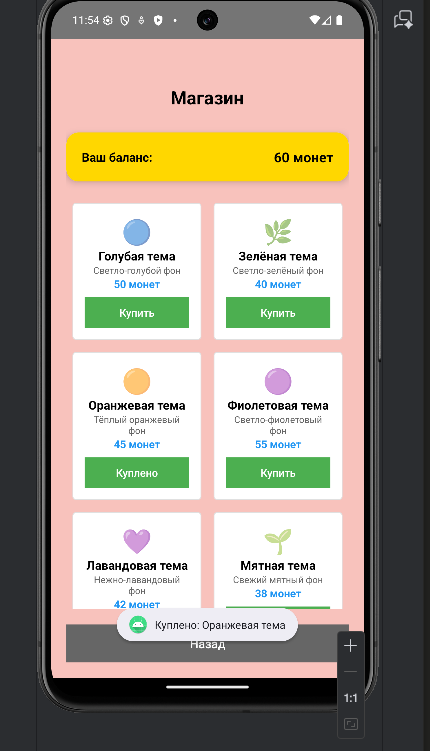 11:54
Магазин
Ваш баланс: 60 монет
Голубая тема
Светло-голубой фон
50 монет
Купить
Зелёная тема
Светло-зелёный фон
40 монет
Купить
Оранжевая тема
Тёплый оранжевый
фон
45 монет
Куплено
Фиолетовая тема
Светло-фиолетовый
фон
55 монет
Купить
Лавандовая тема
Нежно-лавандовый
фон
42 монет
Мятная тема
Свежий мятный фон
38 монет
Куплено: Оранжевая тема
Назад
1:1